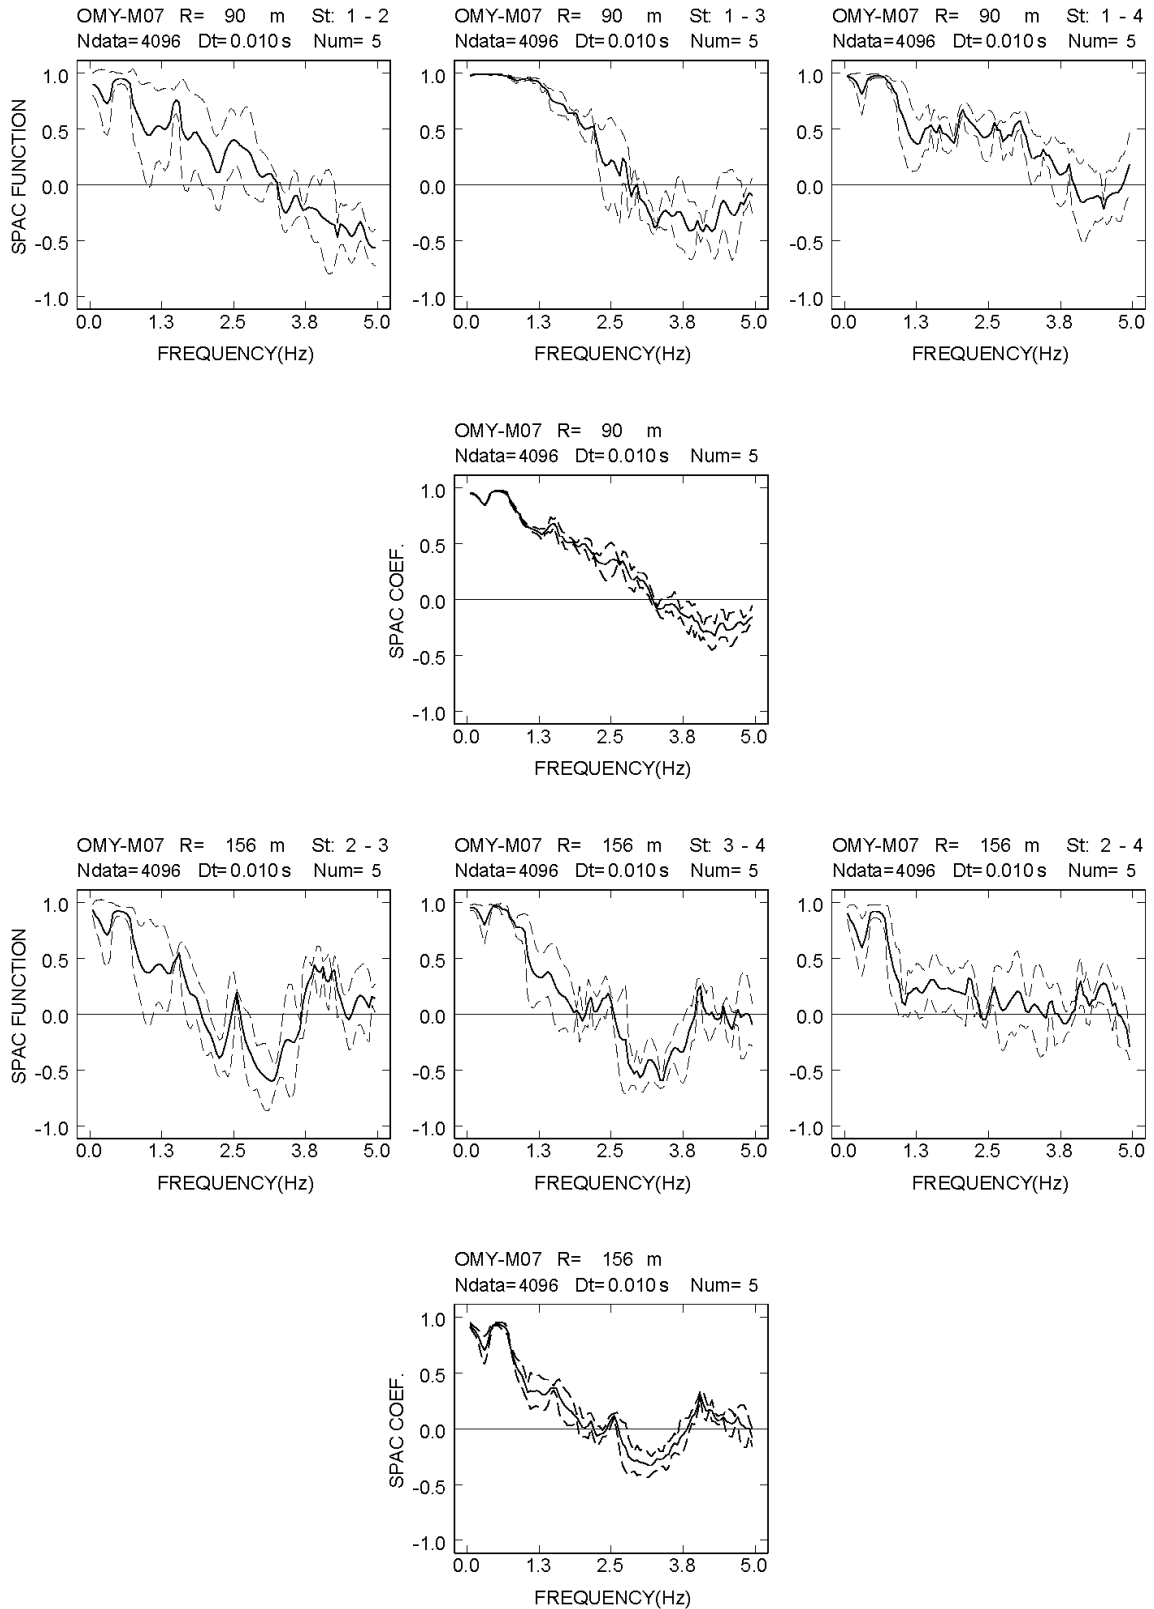 OMY-M07 R= 90 m St: 1 - 2
Ndata=4096 Dt=0.010 s Num= 5
SPAC FUNCTION
1.0
0.5
0.0
-0.5
-1.0
0.0 1.3 2.5 3.8 5.0
FREQUENCY(Hz)
OMY-M07 R= 90 m St: 1 - 3
Ndata=4096 Dt=0.010 s Num= 5
1.0
0.5
0.0
-0.5
-1.0
0.0 1.3 2.5 3.8 5.0
FREQUENCY(Hz)
OMY-M07 R= 90 m St: 1 - 4
Ndata=4096 Dt=0.010 s Num= 5
1.0
0.5
0.0
-0.5
-1.0
0.0 1.3 2.5 3.8 5.0
FREQUENCY(Hz)
OMY-M07 R= 90 m
Ndata=4096 Dt=0.010 s Num= 5
SPAC COEF.
1.0
0.5
0.0
-0.5
-1.0
0.0 1.3 2.5 3.8 5.0
FREQUENCY(Hz)
OMY-M07 R= 156 m St: 2 - 3
Ndata=4096 Dt=0.010 s Num= 5
SPAC FUNCTION
1.0
0.5
0.0
-0.5
-1.0
0.0 1.3 2.5 3.8 5.0
FREQUENCY(Hz)
OMY-M07 R= 156 m St: 3 - 4
Ndata=4096 Dt=0.010 s Num= 5
1.0
0.5
0.0
-0.5
-1.0
0.0 1.3 2.5 3.8 5.0
FREQUENCY(Hz)
OMY-M07 R= 156 m St: 2 - 4
Ndata=4096 Dt=0.010 s Num= 5
1.0
0.5
0.0
-0.5
-1.0
0.0 1.3 2.5 3.8 5.0
FREQUENCY(Hz)
OMY-M07 R= 156 m
Ndata=4096 Dt=0.010 s Num= 5
SPAC COEF.
1.0
0.5
0.0
-0.5
-1.0
0.0 1.3 2.5 3.8 5.0
FREQUENCY(Hz)